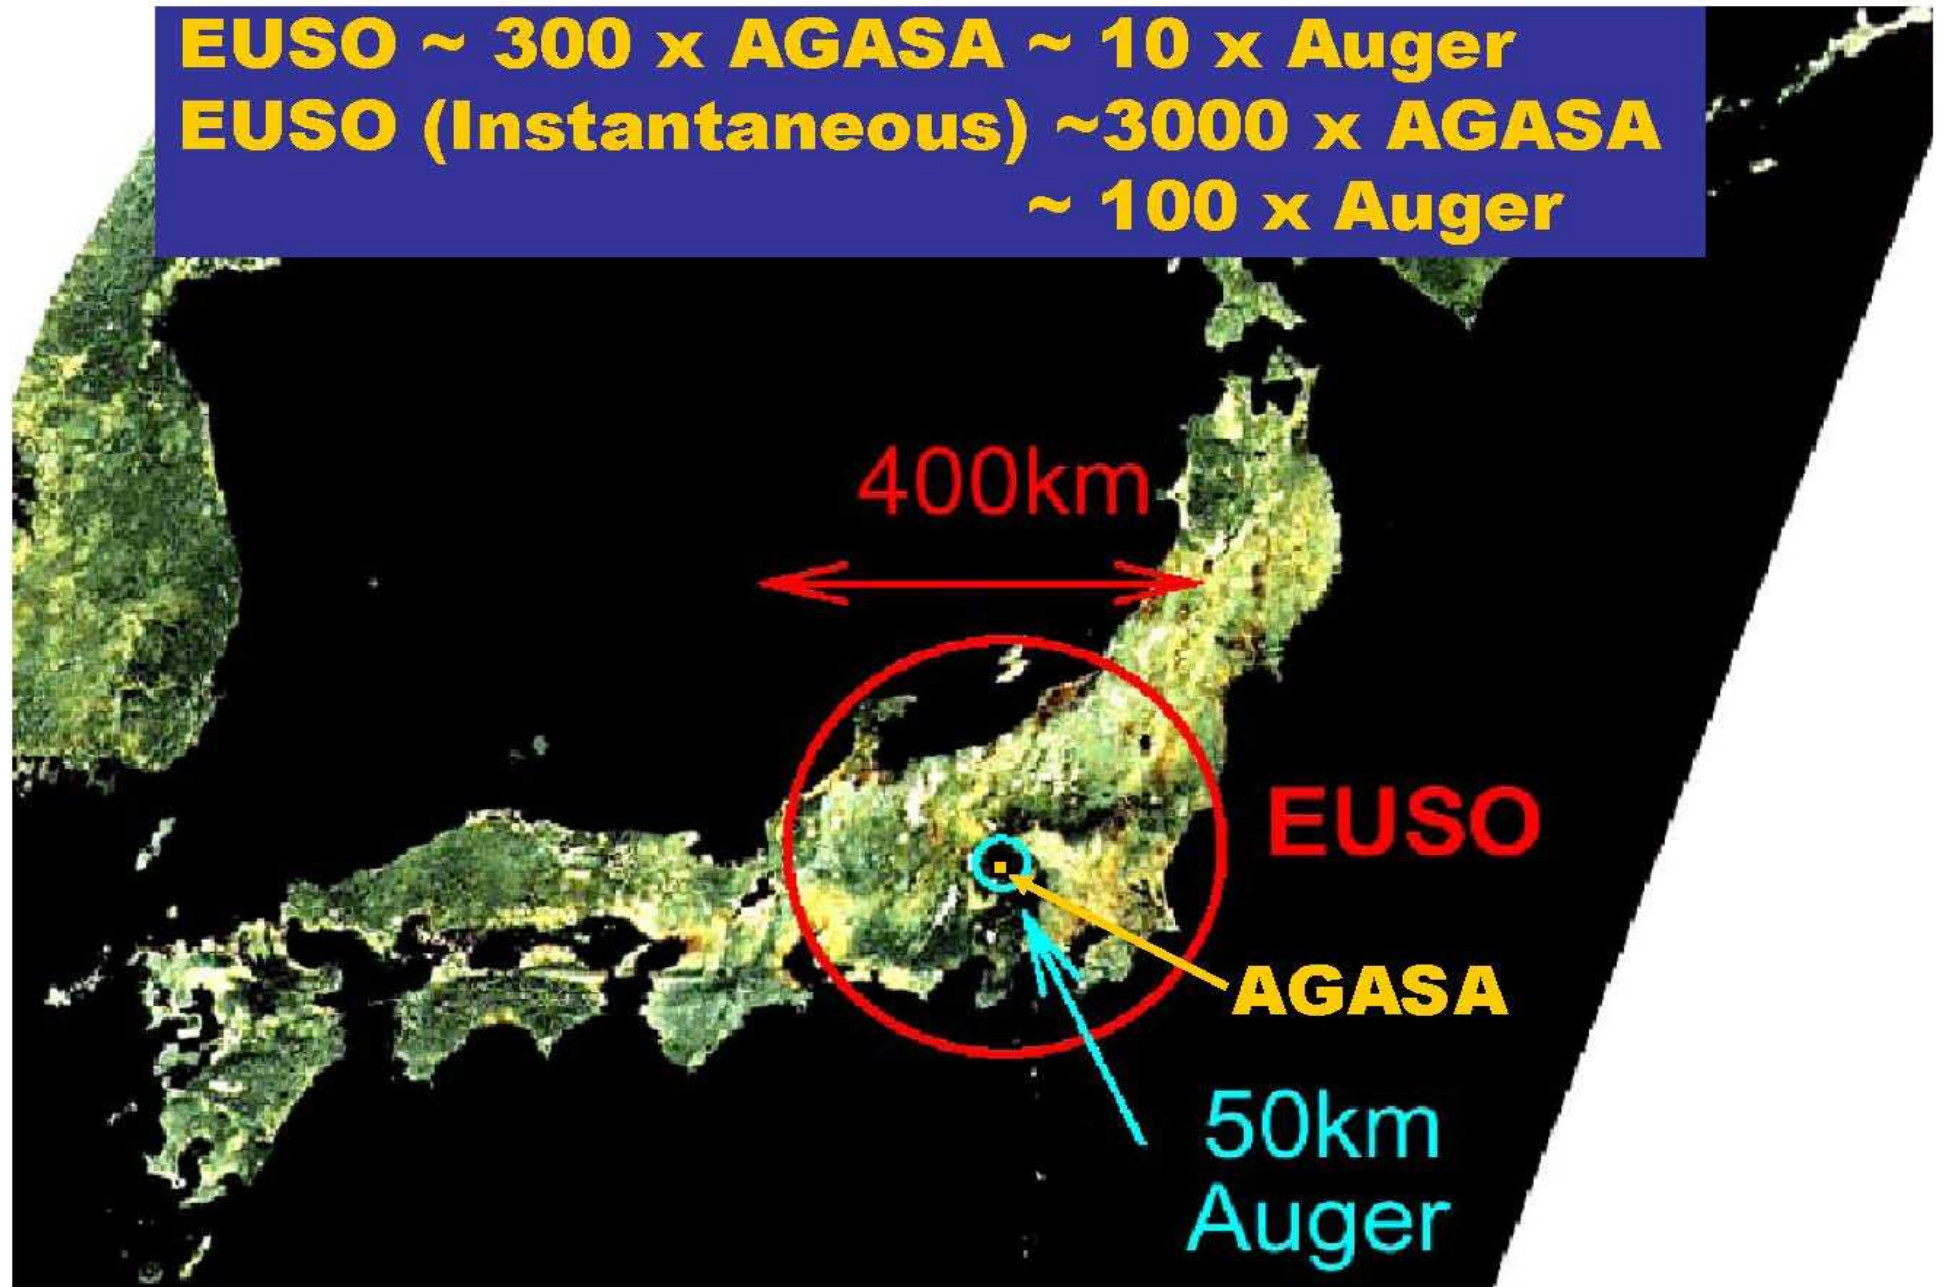 EUSO ~ 300 x AGASA ~ 10 x Auger
EUSO (Instantaneous) ~3000 x AGASA
~ 100 x Auger
400km
EUSO
AGASA
50km
Auger